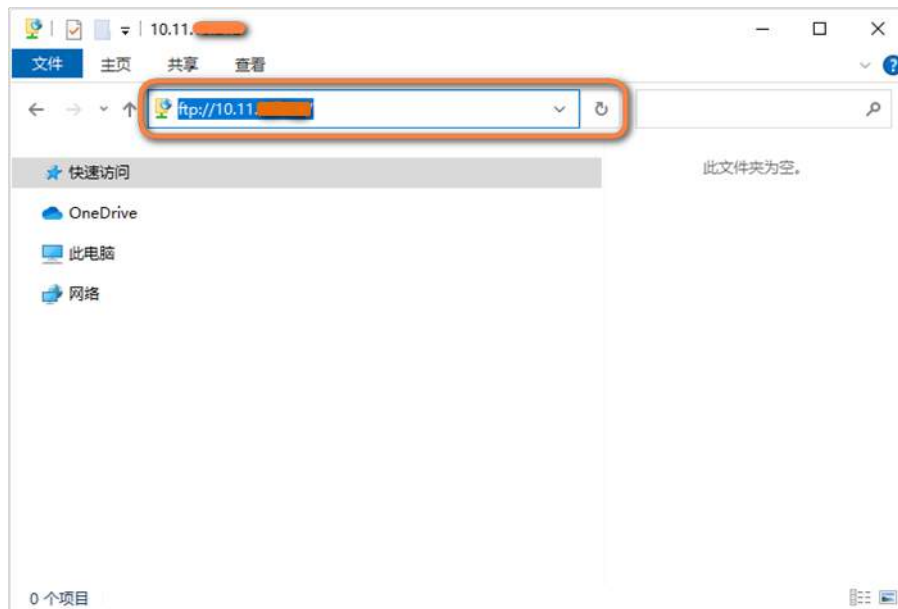 10.11.
文件 主页 共享 查看
ftp://10.11.
快速访问
此文件夹为空。
OneDrive
此电脑
网络
0 个项目